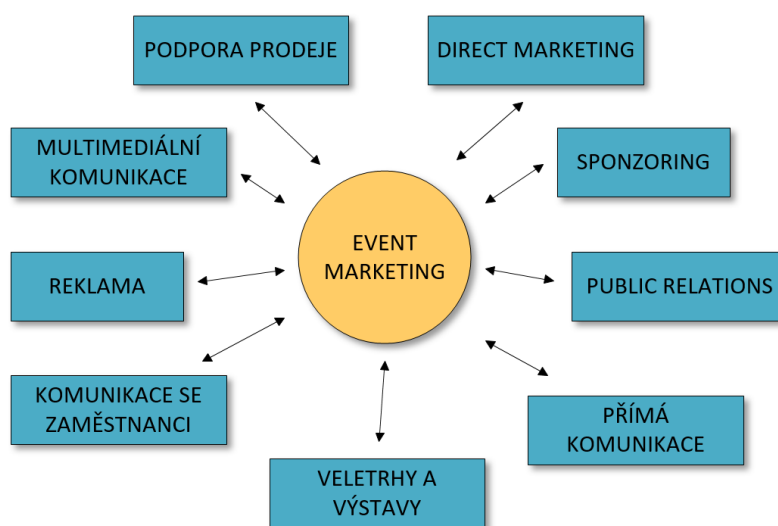 PODPORA PRODEJE
DIRECT MARKETING
MULTIMEDIÁLNÍ
KOMUNIKACE
SPONZORING
EVENT
MARKETING
REKLAMA
PUBLIC RELATIONS
KOMUNIKACE SE
ZAMĚSTNANCI
PŘÍMÁ
KOMUNIKACE
VELETRHY A
VÝSTAVY